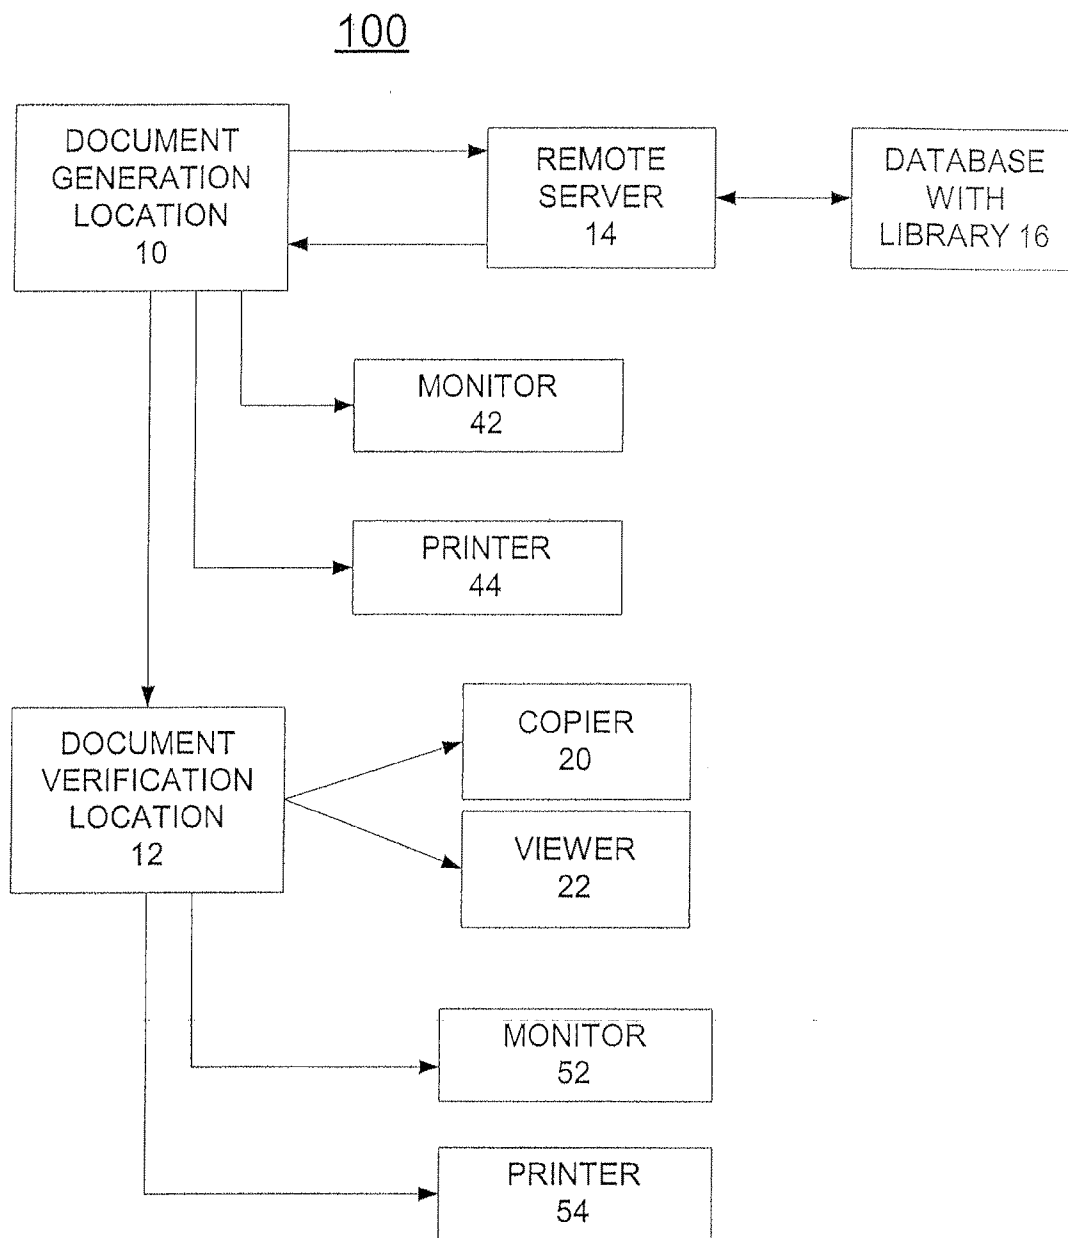 100
DOCUMENT
GENERATION
LOCATION
10
REMOTE
SERVER
14
DATABASE
WITH
LIBRARY 16
MONITOR
42
PRINTER
44
DOCUMENT
VERIFICATION
LOCATION
12
COPIER
20
VIEWER
22
MONITOR
52
PRINTER
54